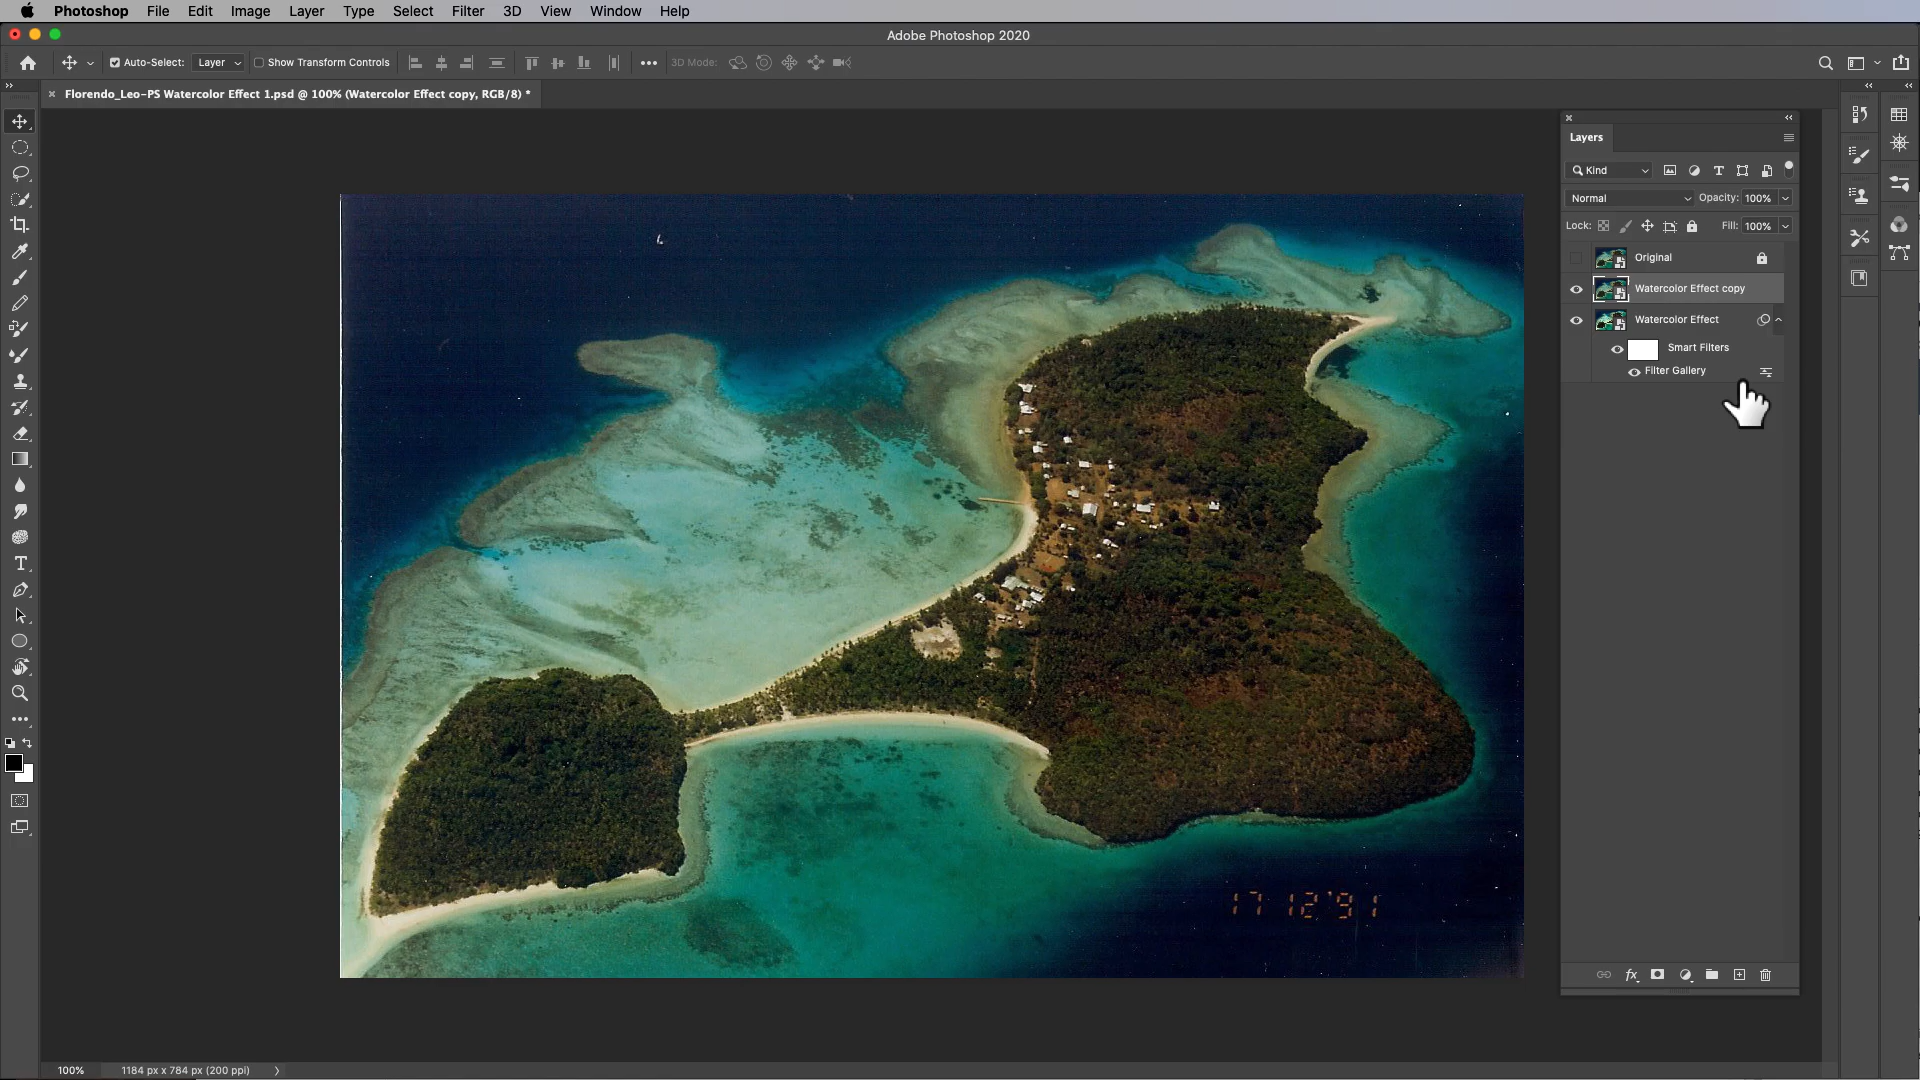 Photoshop File Edit Image Layer Type Select Filter 3D View Window Help
Adobe Photoshop 2020
Auto-Select: Layer Show Transform Controls 3D Mode:
Florendo_Leo-PS Watercolor Effect 1.psd @ 100% (Watercolor Effect copy, RGB/8) *
Layers
Kind
Normal Opacity: 100%
Lock: Fill: 100%
Original
Watercolor Effect copy
Watercolor Effect
Smart Filters
Filter Gallery
17 12'91
fx
100% 1184 px x 784 px (200 ppi)